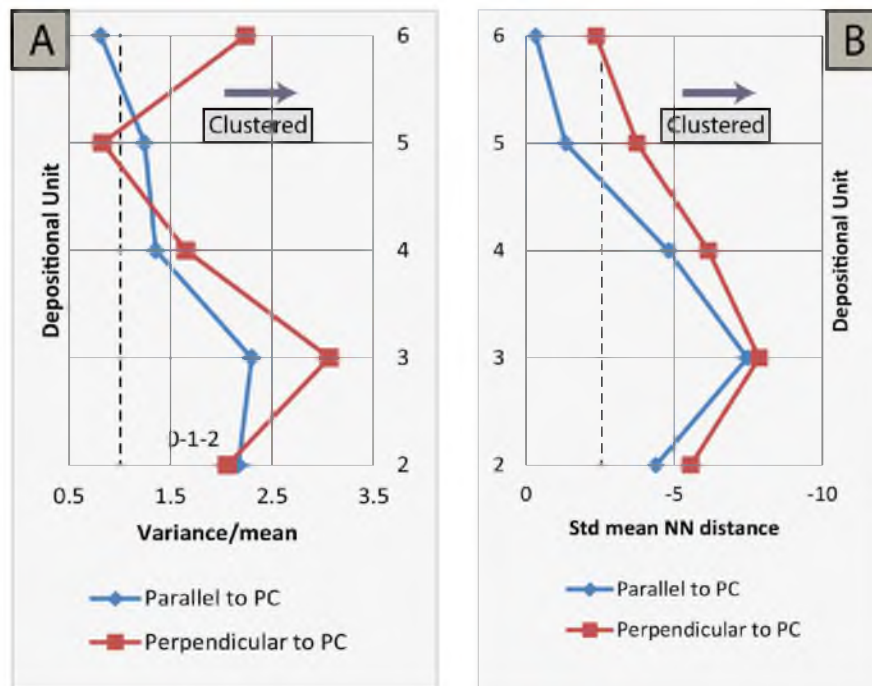 A
Depositional Unit
Clustered
6
5
4
3
2
0-1-2
0.5 1.5 2.5 3.5
Variance/mean
Parallel to PC
Perpendicular to PC
B
6
5
4
3
2
Clustered
Depositional Unit
0 -5 -10
Std mean NN distance
Parallel to PC
Perpendicular to PC